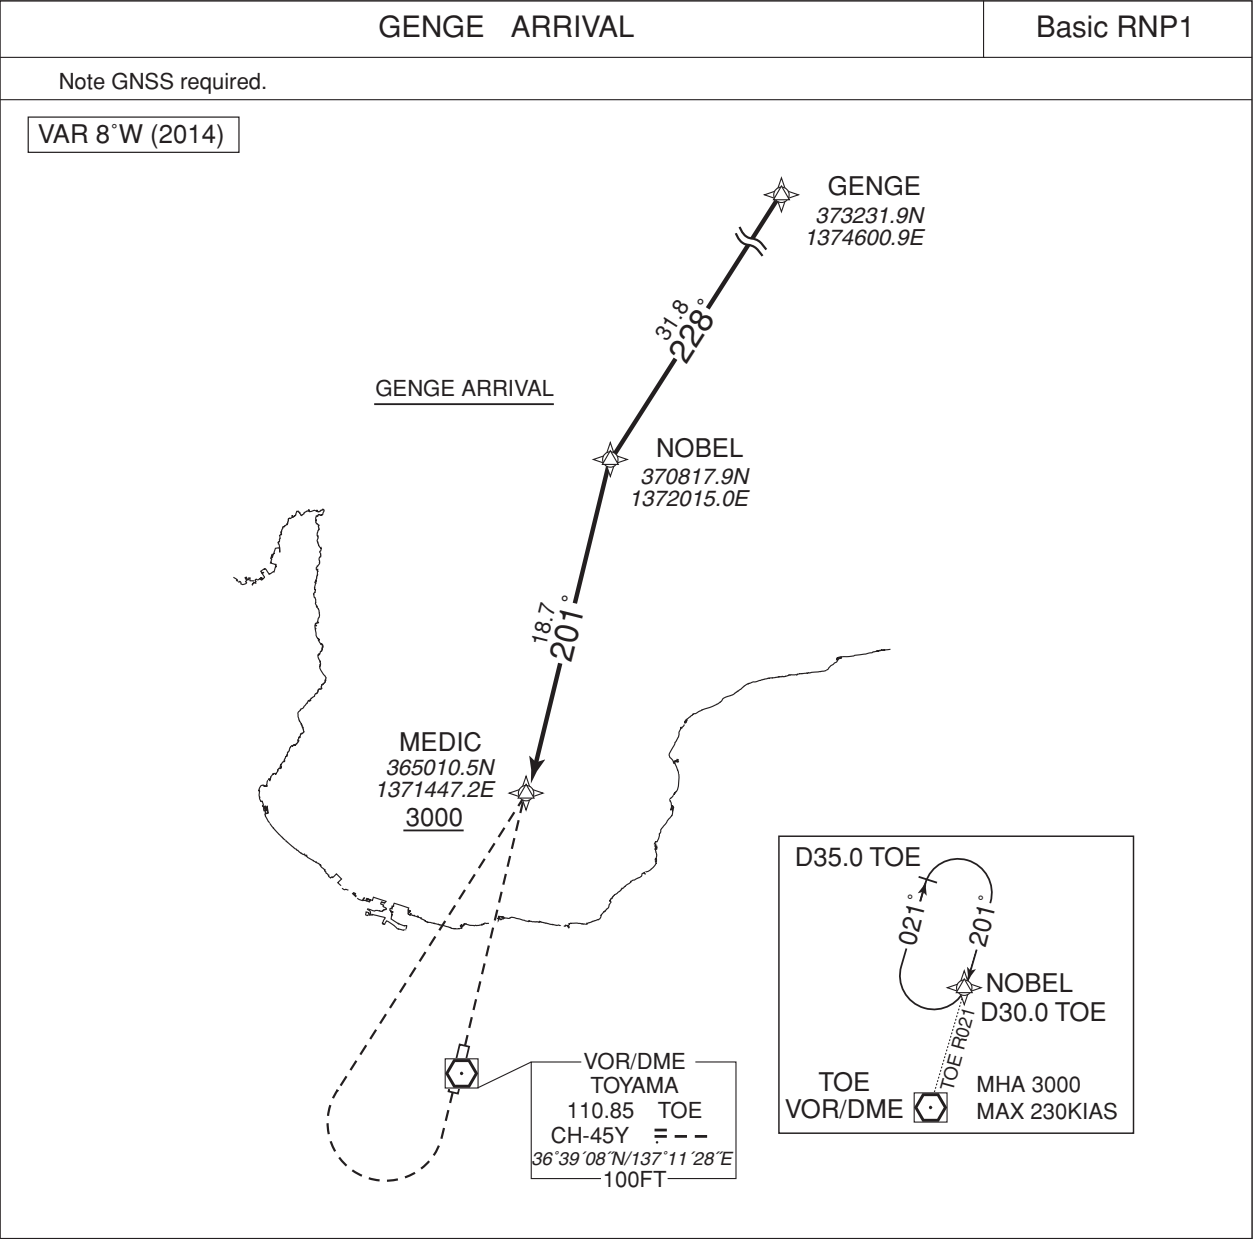 GENGE ARRIVAL
Basic RNP1
Note GNSS required.
VAR 8°W (2014)
GENGE
373231.9N
1374600.9E
31.8
228°
GENGE ARRIVAL
NOBEL
370817.9N
1372015.0E
18.7
201°
MEDIC
365010.5N
1371447.2E
3000
VOR/DME
TOYAMA
110.85 TOE
CH-45Y
36°39´08˝N/137°11´28˝E
100FT
D35.0 TOE
021°
201°
NOBEL
D30.0 TOE
TOE R021
TOE
VOR/DME
MHA 3000
MAX 230KIAS